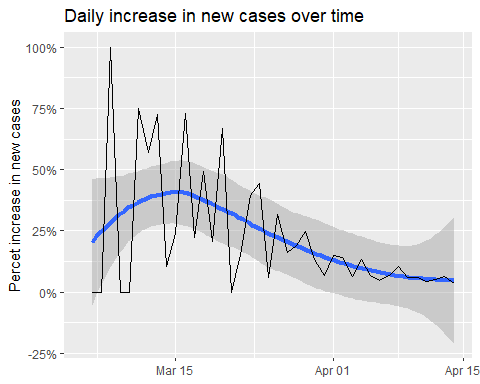 Daily increase in new cases over time
Percet increase in new cases
100%
75%
50%
25%
0%
-25%
Mar 15
Apr 01
Apr 15